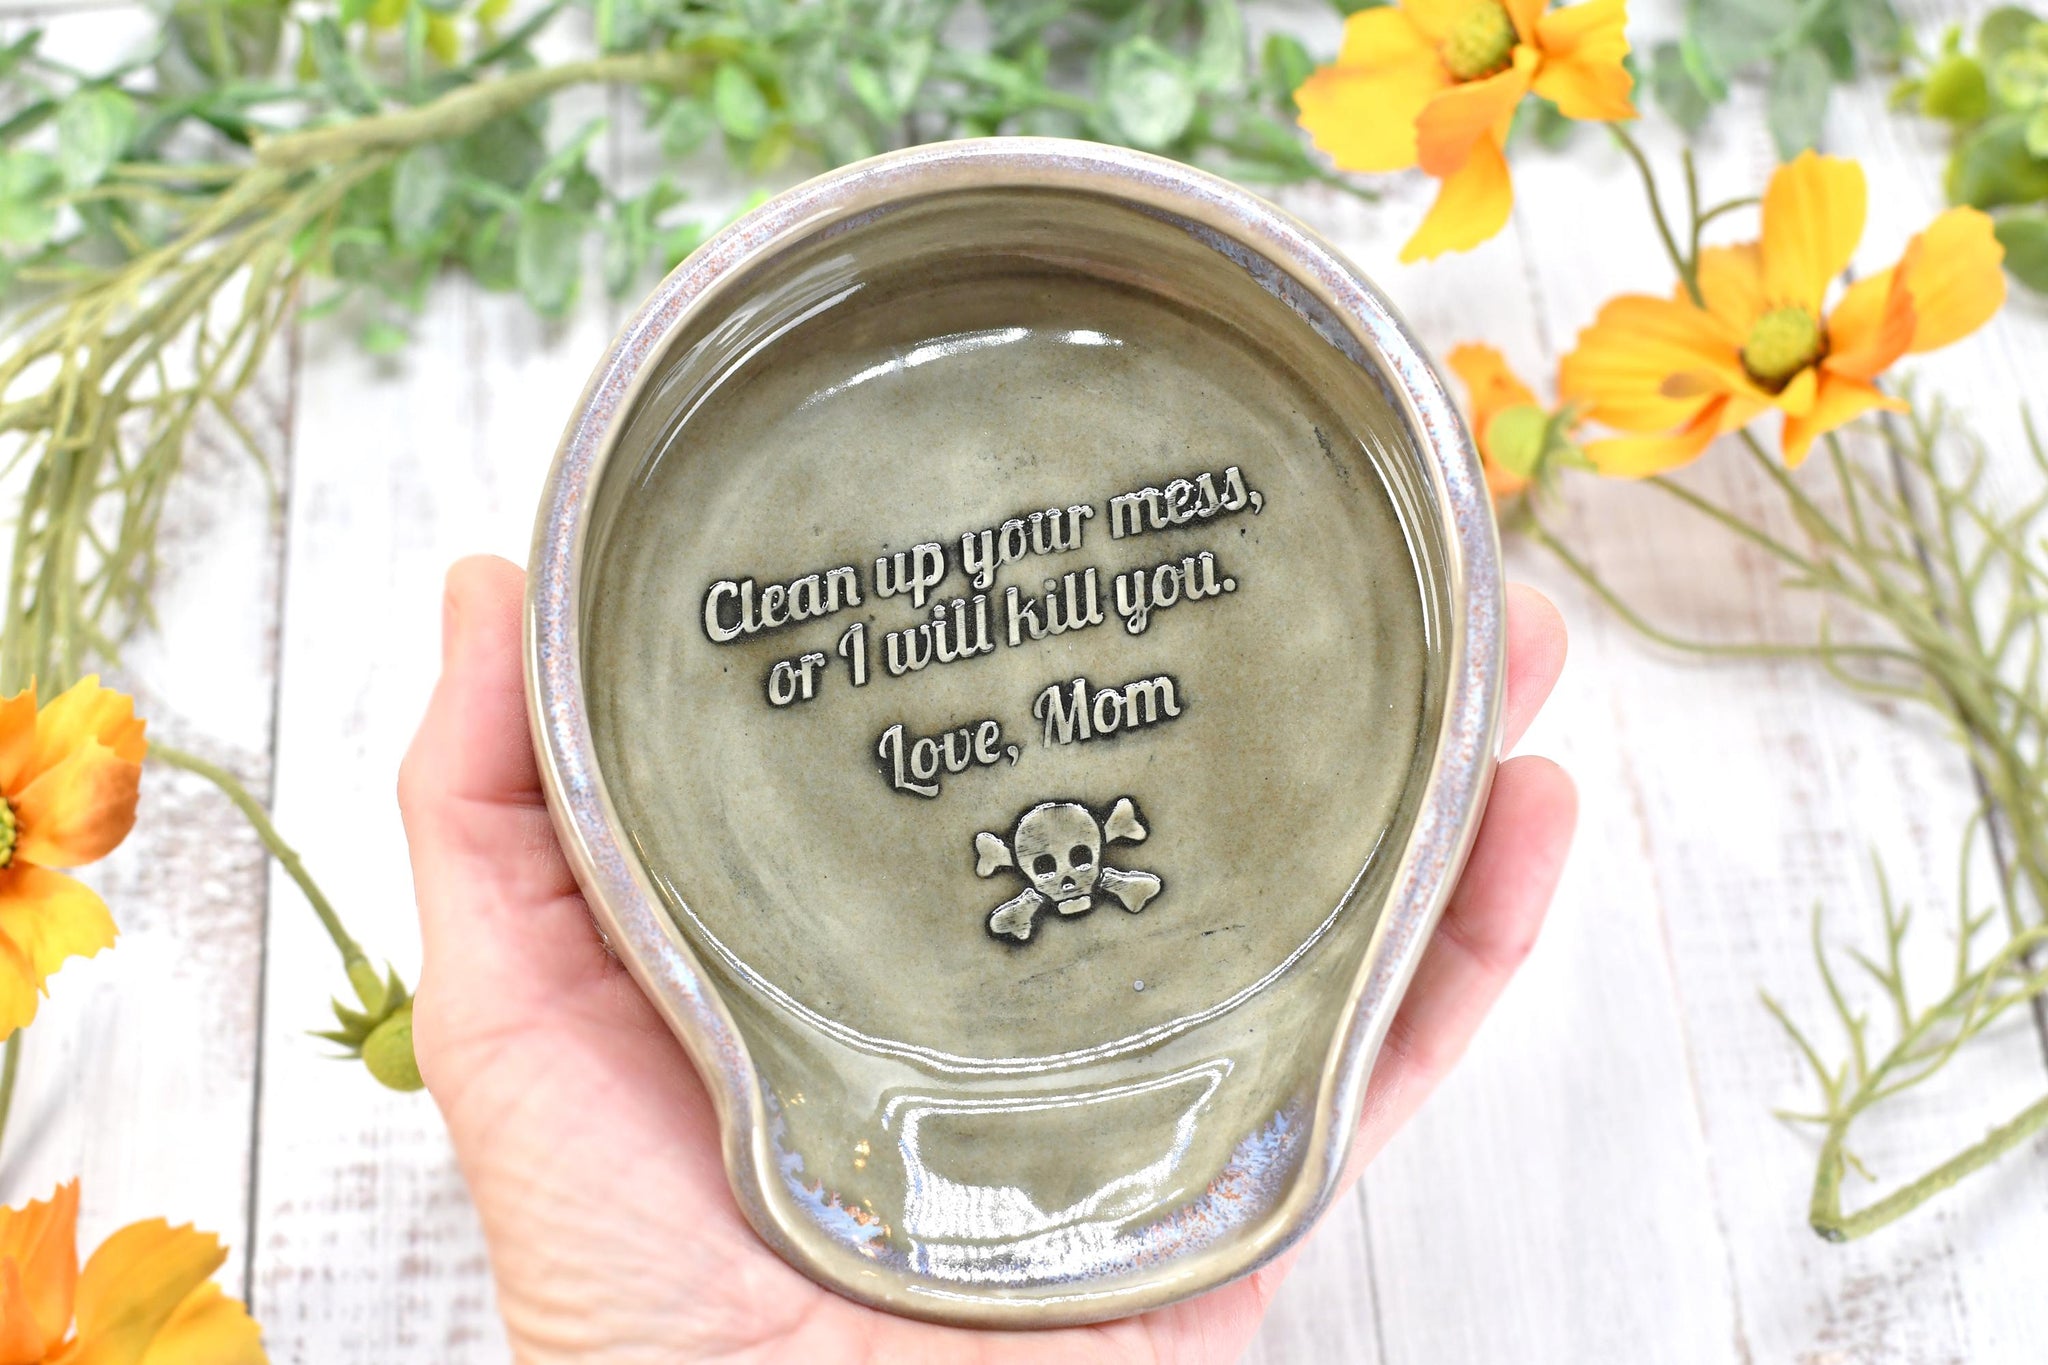 Clean up your mess,
or I will kill you.
Love, Mom